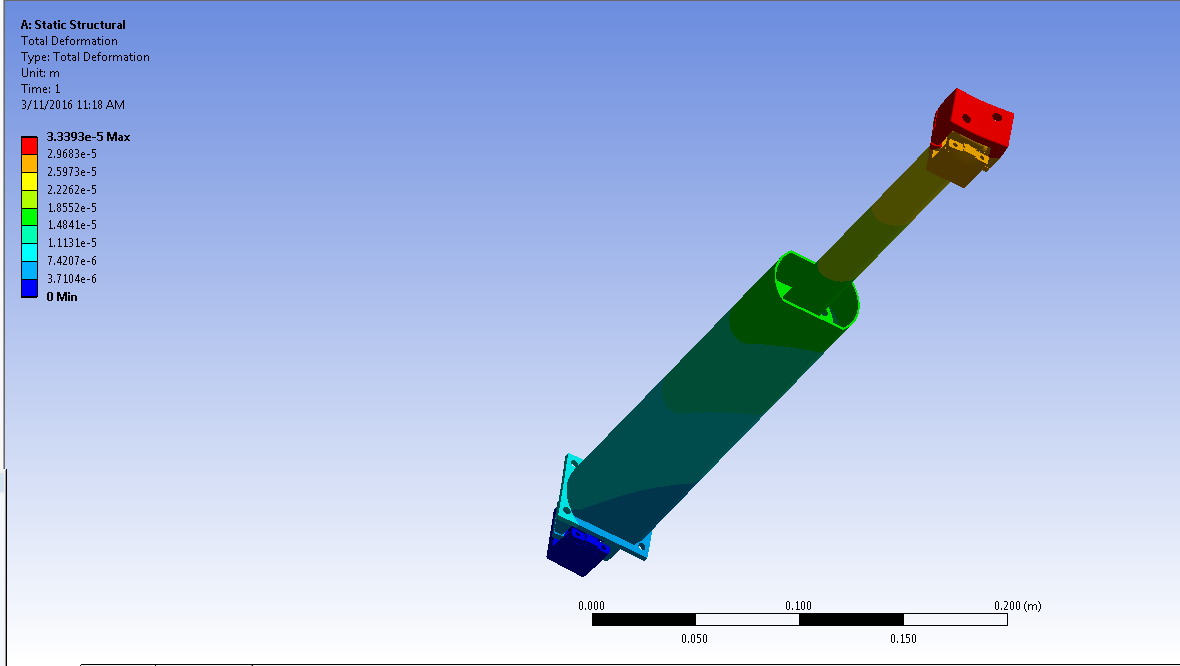 A: Static Structural
Total Deformation
Type: Total Deformation
Unit: m
Time: 1
3/11/2016 11:18 AM
3.3393e-5 Max
2.9683e-5
2.5973e-5
2.2262e-5
1.8552e-5
1.4841e-5
1.1131e-5
7.4207e-6
3.7104e-6
0 Min
0.000 0.100 0.200 (m)
0.050 0.150